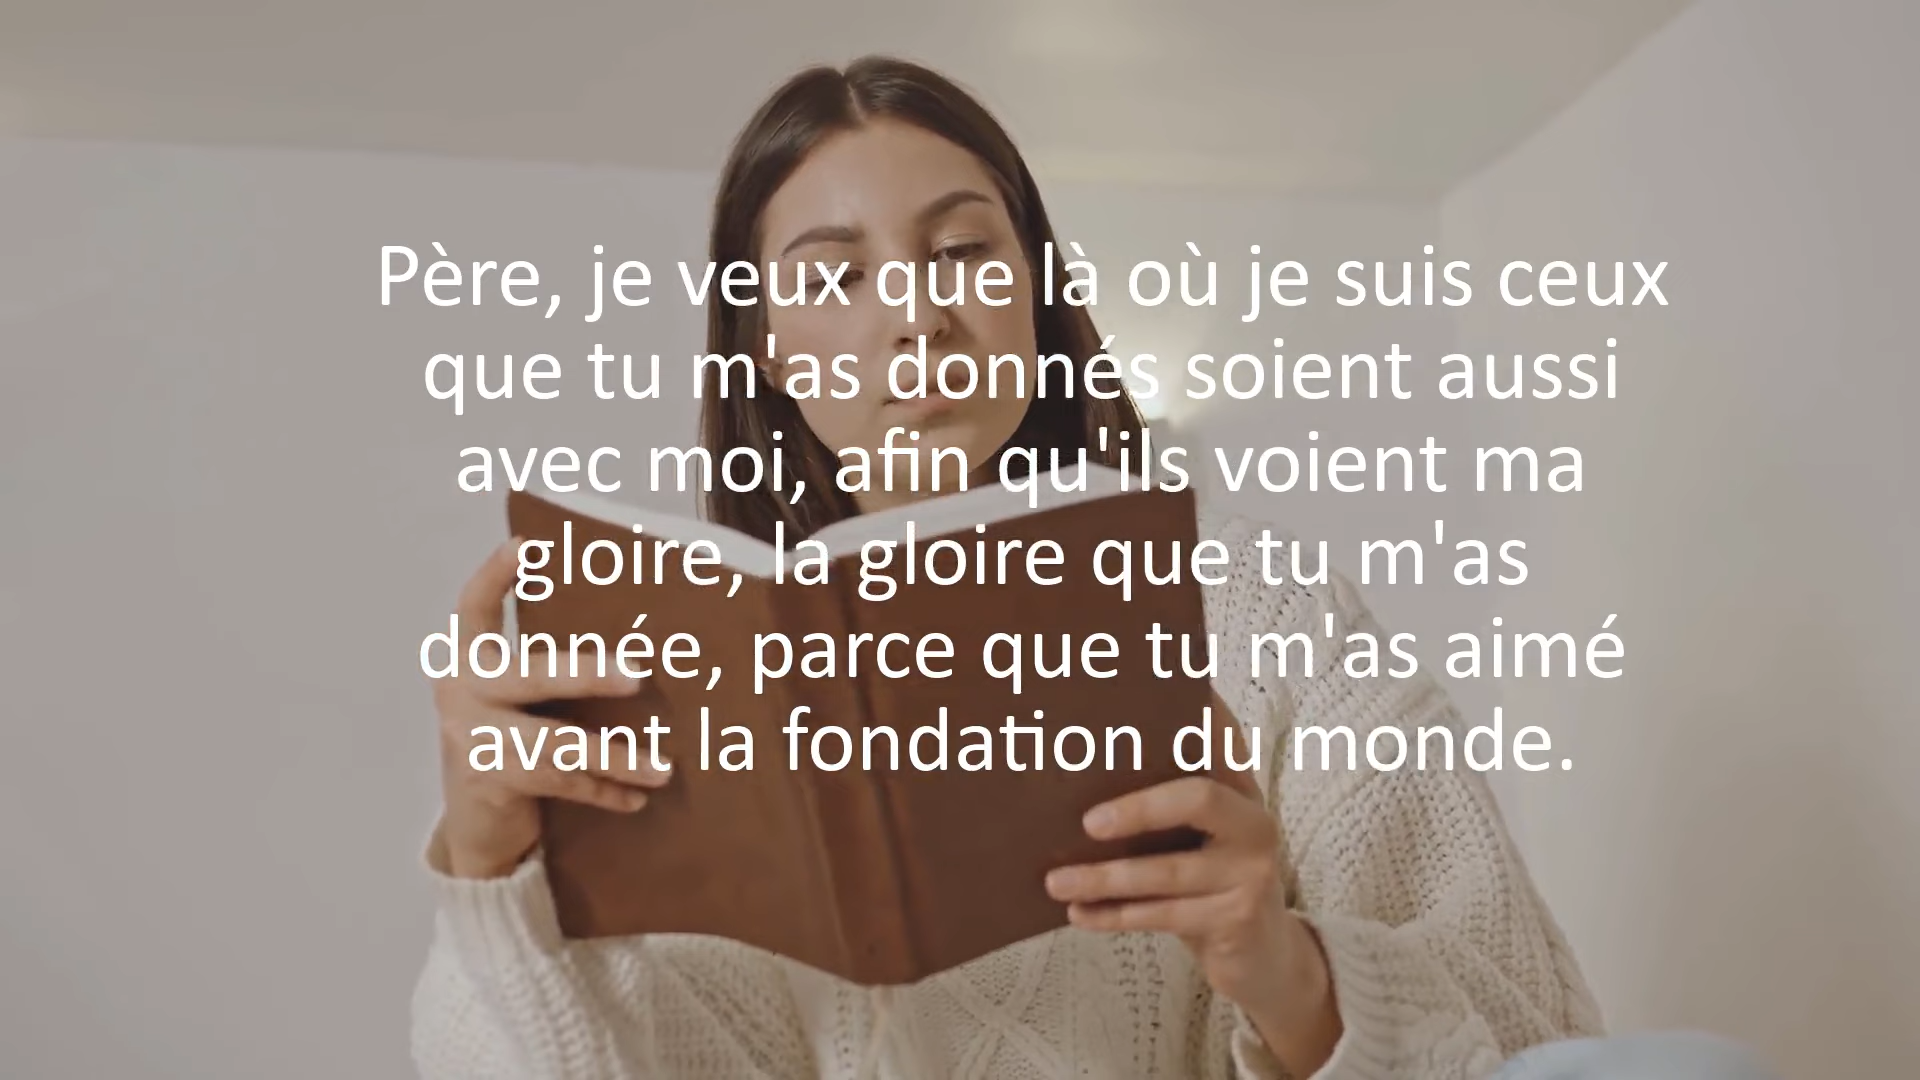 Père, je veux que là où je suis ceux
que tu m'as donnés soient aussi
avec moi, afin qu'ils voient ma
gloire, la gloire que tu m'as
donnée, parce que tu m'as aimé
avant la fondation du monde.